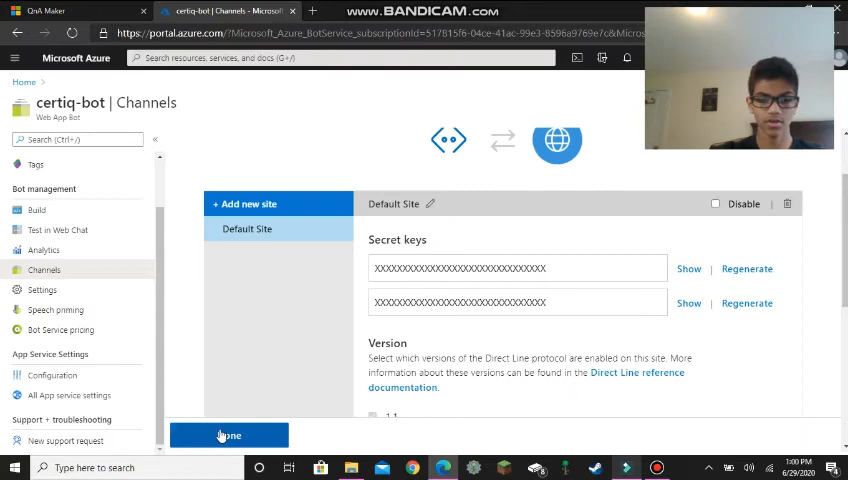 QnA Maker
certiq-bot | Channels - Microsoft
www.BANDICAM.com
https://portal.azure.com/?Microsoft_Azure_BotService_subscriptionId=517815f6-04ce-41ac-99e3-8596a9769e7c&Micros
Microsoft Azure
Search resources, services, and docs (G+/)
Home >
certiq-bot | Channels
Web App Bot
Search (Ctrl+/)
Tags
Bot management
Build
Test in Web Chat
Analytics
Channels
Settings
Speech priming
Bot Service pricing
App Service Settings
Configuration
All App service settings
Support + troubleshooting
New support request
+ Add new site
Default Site
Default Site
Disable
Secret keys
XXXXXXXXXXXXXXXXXXXXXXXXXXXXXXX
Show | Regenerate
XXXXXXXXXXXXXXXXXXXXXXXXXXXXXXX
Show | Regenerate
Version
Select which versions of the Direct Line protocol are enabled on this site. More
information about these versions can be found in the Direct Line reference
documentation.
1.1
one
Type here to search
1:00 PM
6/29/2020